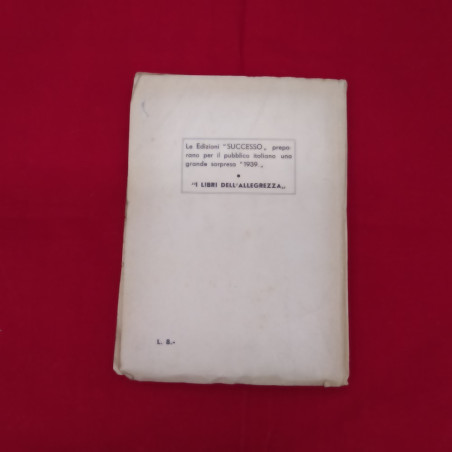 Le Edizioni "SUCCESSO„ prepa-
rano per il pubblico italiano una
grande sorpresa "1939„
•
"I LIBRI DELL'ALLEGREZZA„
L. 8.-